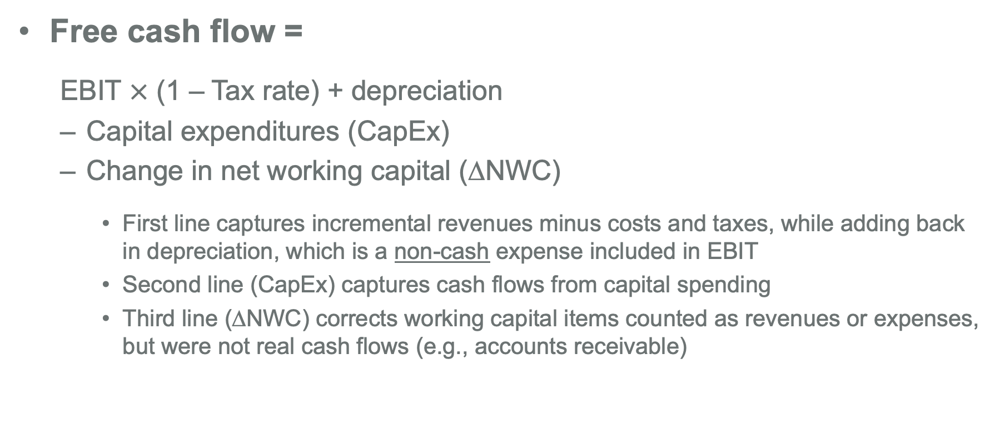 • Free cash flow =
EBIT × (1 – Tax rate) + depreciation
– Capital expenditures (CapEx)
– Change in net working capital (∆NWC)
• First line captures incremental revenues minus costs and taxes, while adding back
in depreciation, which is a non-cash expense included in EBIT
• Second line (CapEx) captures cash flows from capital spending
• Third line (∆NWC) corrects working capital items counted as revenues or expenses,
but were not real cash flows (e.g., accounts receivable)